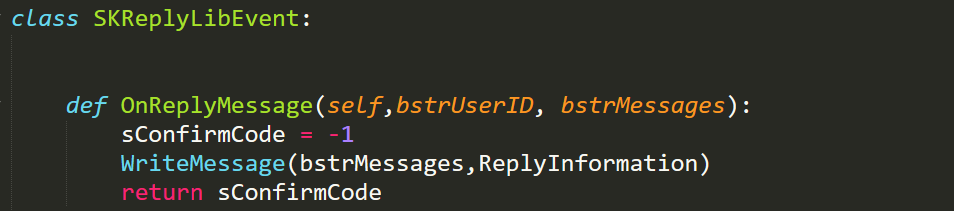 class SKReplyLibEvent:
def OnReplyMessage(self,bstrUserID, bstrMessages):
sConfirmCode = -1
WriteMessage(bstrMessages,ReplyInformation)
return sConfirmCode